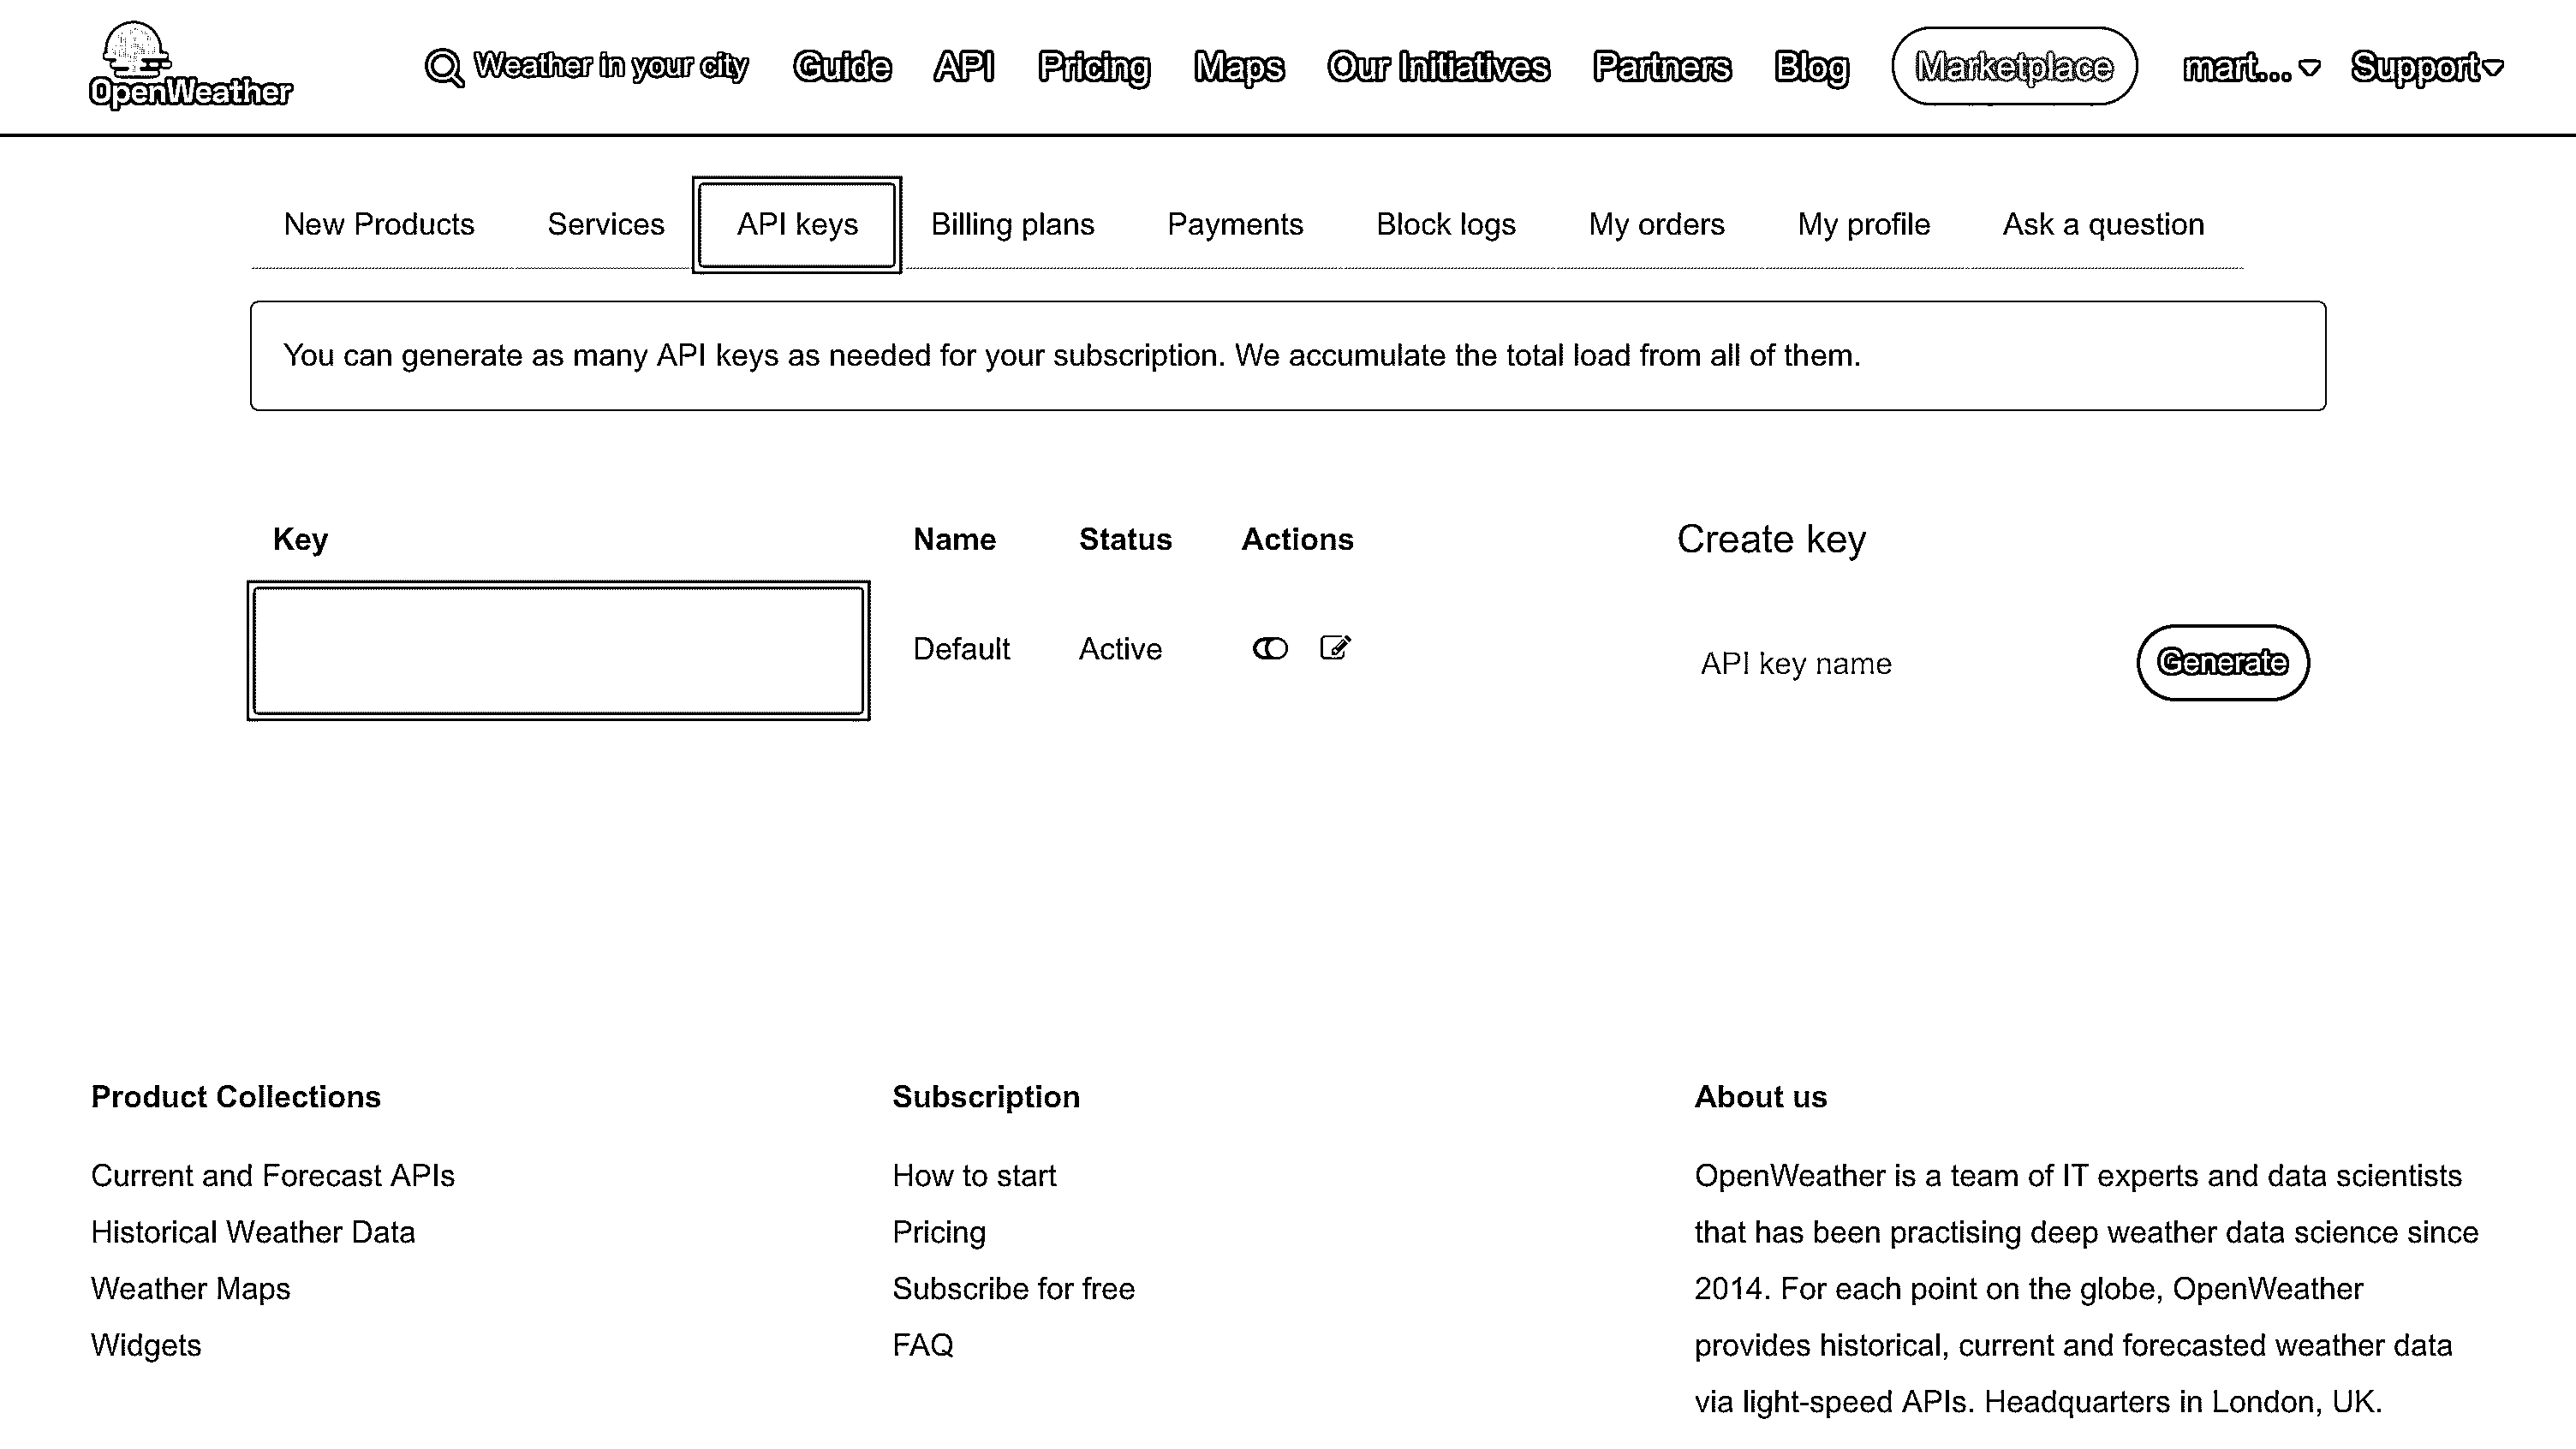 OpenWeather
Weather in your city Guide API Pricing Maps Our Initiatives Partners Blog Marketplace mart... Support
New Products Services API keys Billing plans Payments Block logs My orders My profile Ask a question
You can generate as many API keys as needed for your subscription. We accumulate the total load from all of them.
Key Name Status Actions
Default Active
Create key
API key name Generate
Product Collections
Current and Forecast APIs
Historical Weather Data
Weather Maps
Widgets
Subscription
How to start
Pricing
Subscribe for free
FAQ
About us
OpenWeather is a team of IT experts and data scientists
that has been practising deep weather data science since
2014. For each point on the globe, OpenWeather
provides historical, current and forecasted weather data
via light-speed APIs. Headquarters in London, UK.